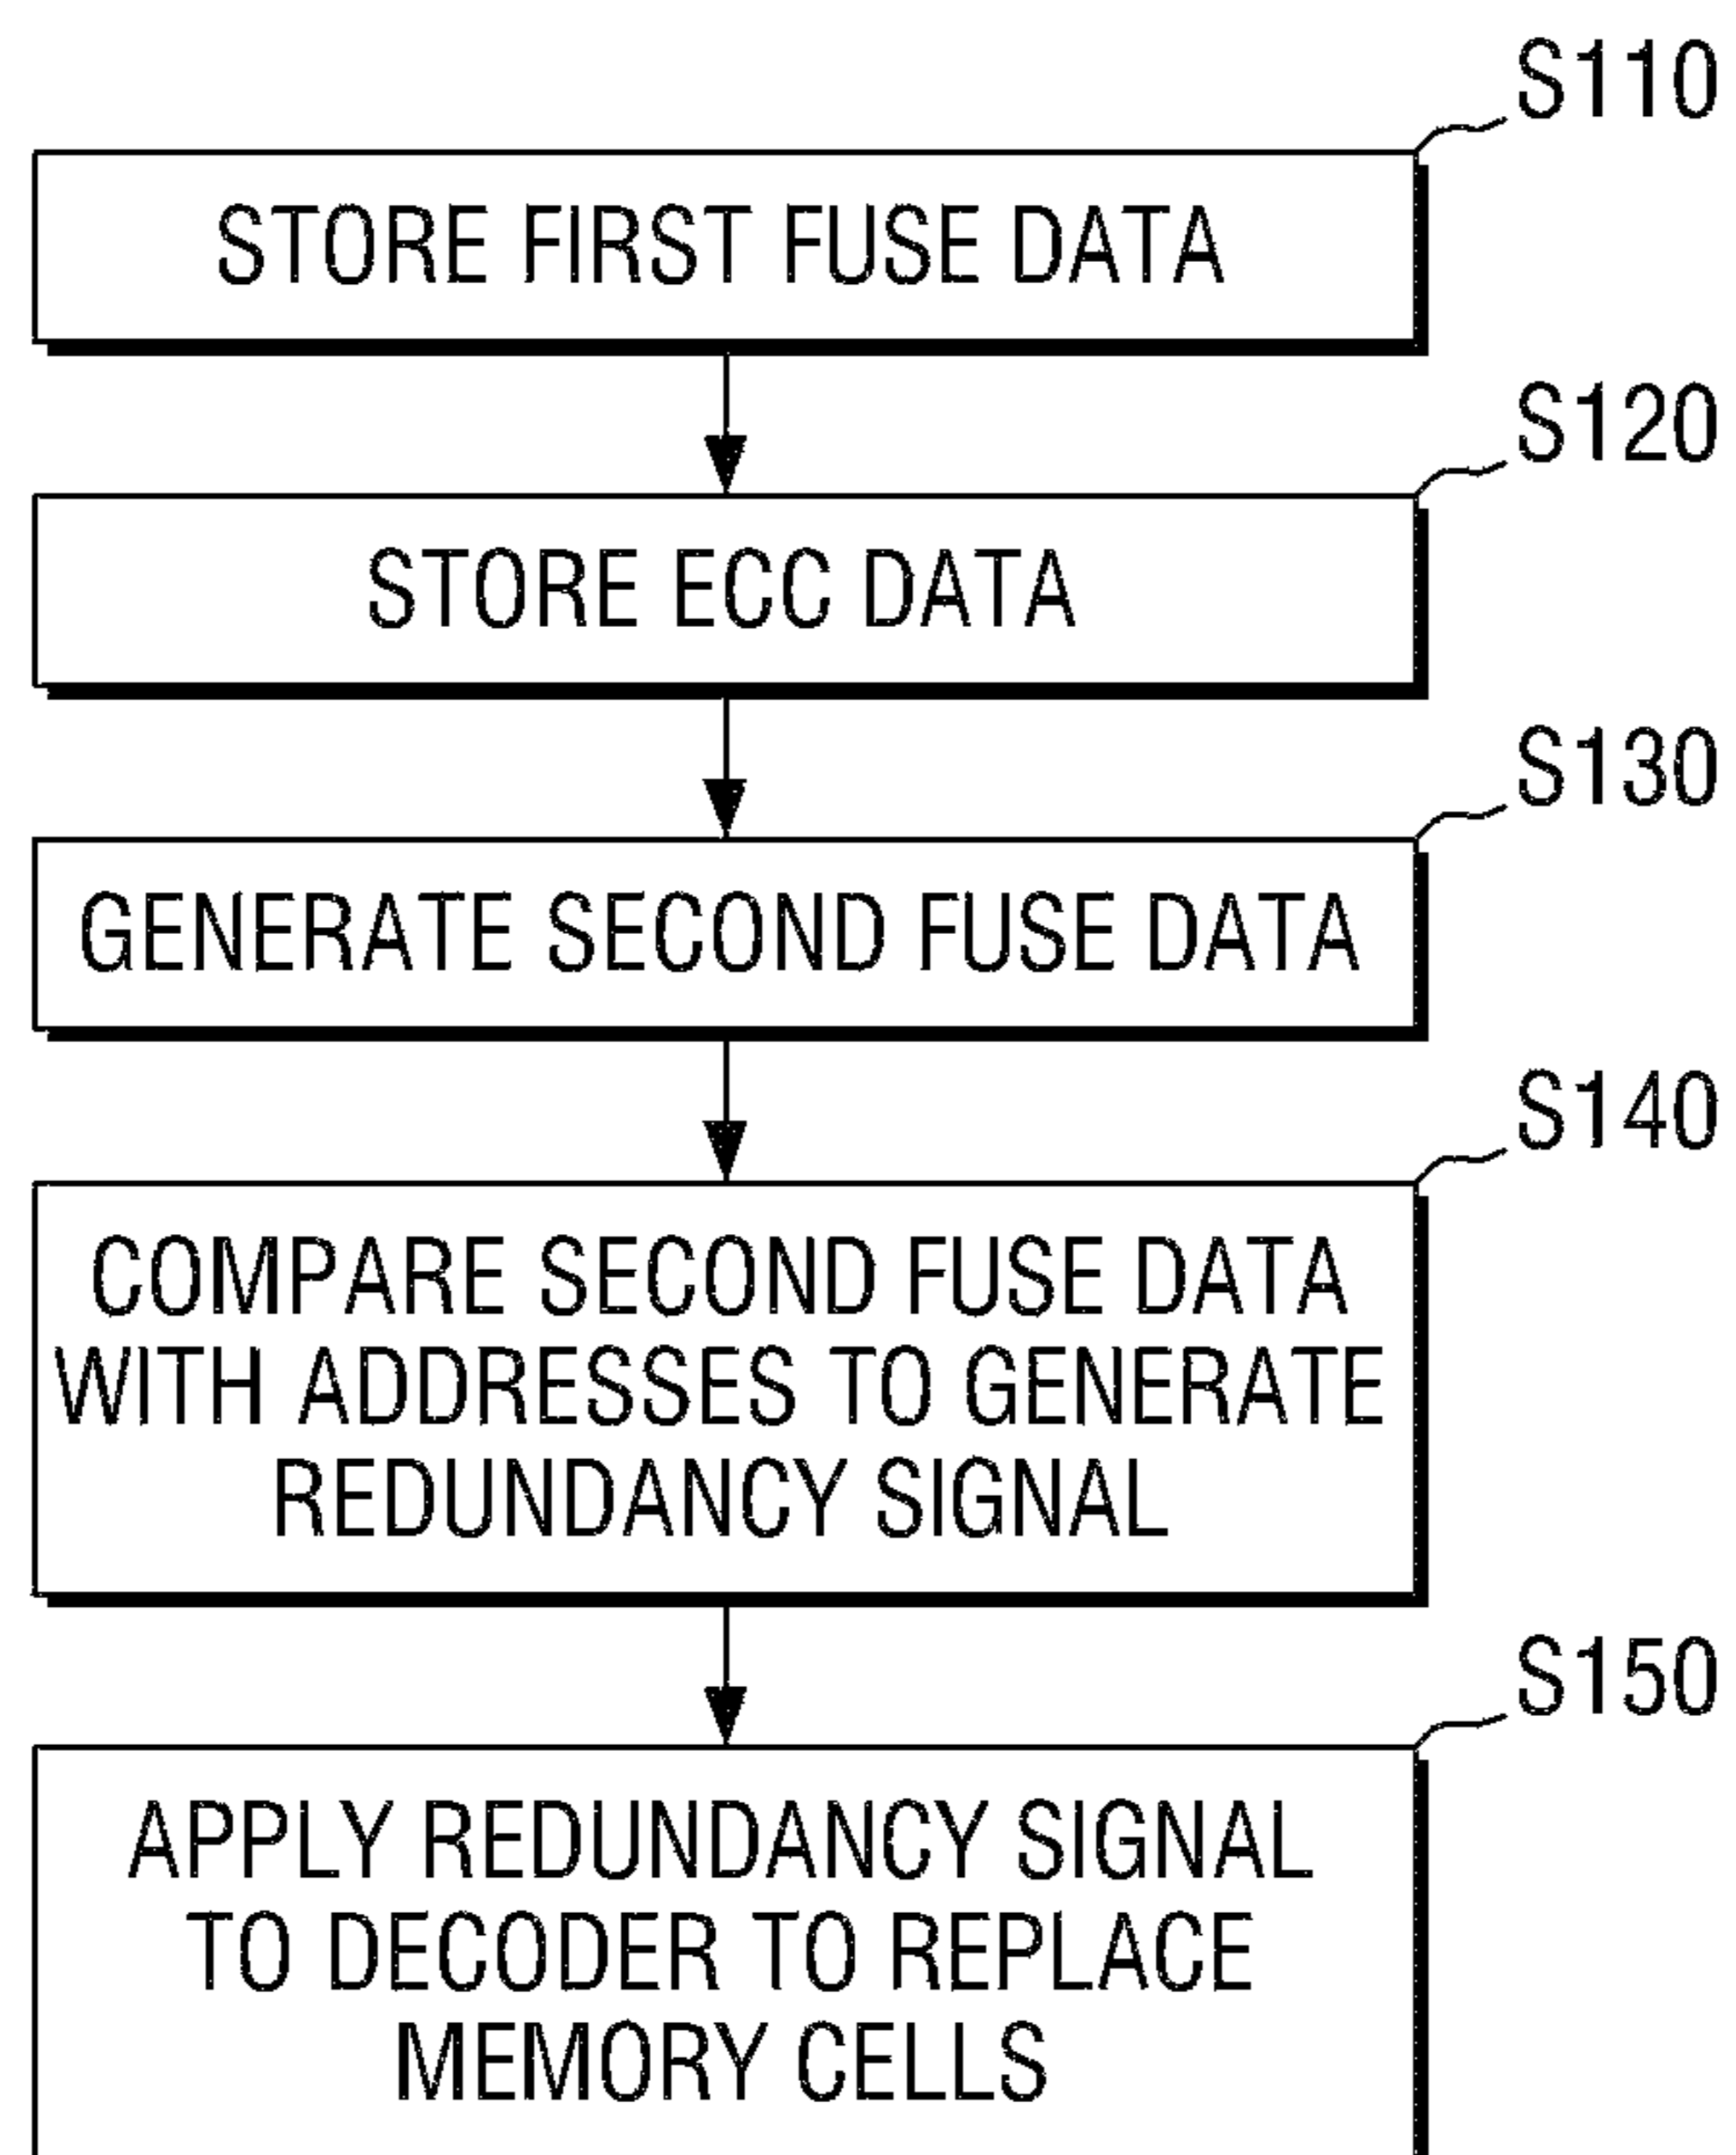 S110
STORE FIRST FUSE DATA
S120
STORE ECC DATA
S130
GENERATE SECOND FUSE DATA
S140
COMPARE SECOND FUSE DATA
WITH ADDRESSES TO GENERATE
REDUNDANCY SIGNAL
S150
APPLY REDUNDANCY SIGNAL
TO DECODER TO REPLACE
MEMORY CELLS